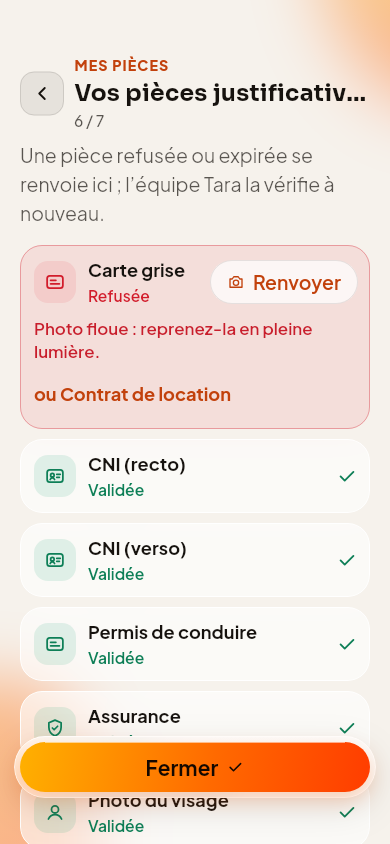 MES PIÈCES
Vos pièces justificativ...
6 / 7
Une pièce refusée ou expirée se
renvoie ici ; l'équipe Tara la vérifie à
nouveau.
Carte grise
Refusée
Renvoyer
Photo floue : reprenez-la en pleine
lumière.
ou Contrat de location
CNI (recto)
Validée
CNI (verso)
Validée
Permis de conduire
Validée
Assurance
Fermer
Photo du visage
Validée